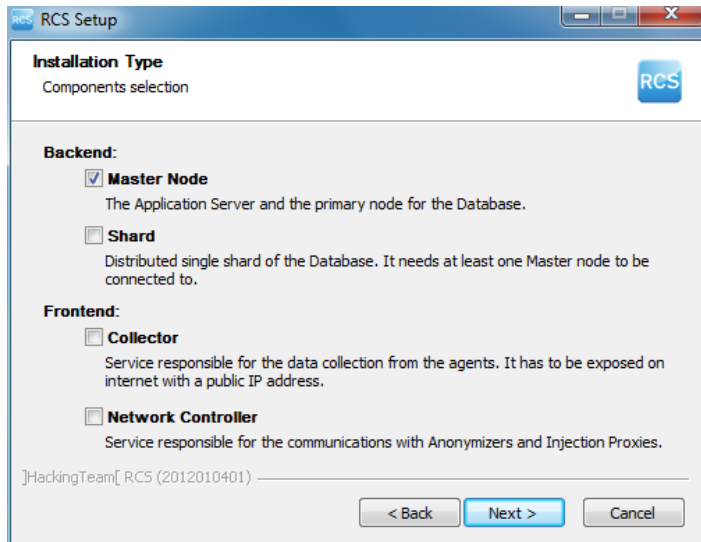 RCS RCS Setup
Installation Type
Components selection
RCS
Backend:
Master Node
The Application Server and the primary node for the Database.
Shard
Distributed single shard of the Database. It needs at least one Master node to be
connected to.
Frontend:
Collector
Service responsible for the data collection from the agents. It has to be exposed on
internet with a public IP address.
Network Controller
Service responsible for the communications with Anonymizers and Injection Proxies.
]HackingTeam[ RCS (2012010401)
< Back Next > Cancel